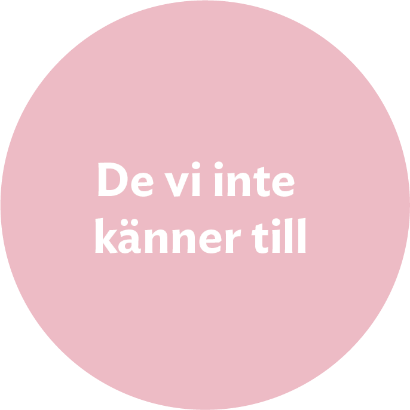 De vi inte
känner till